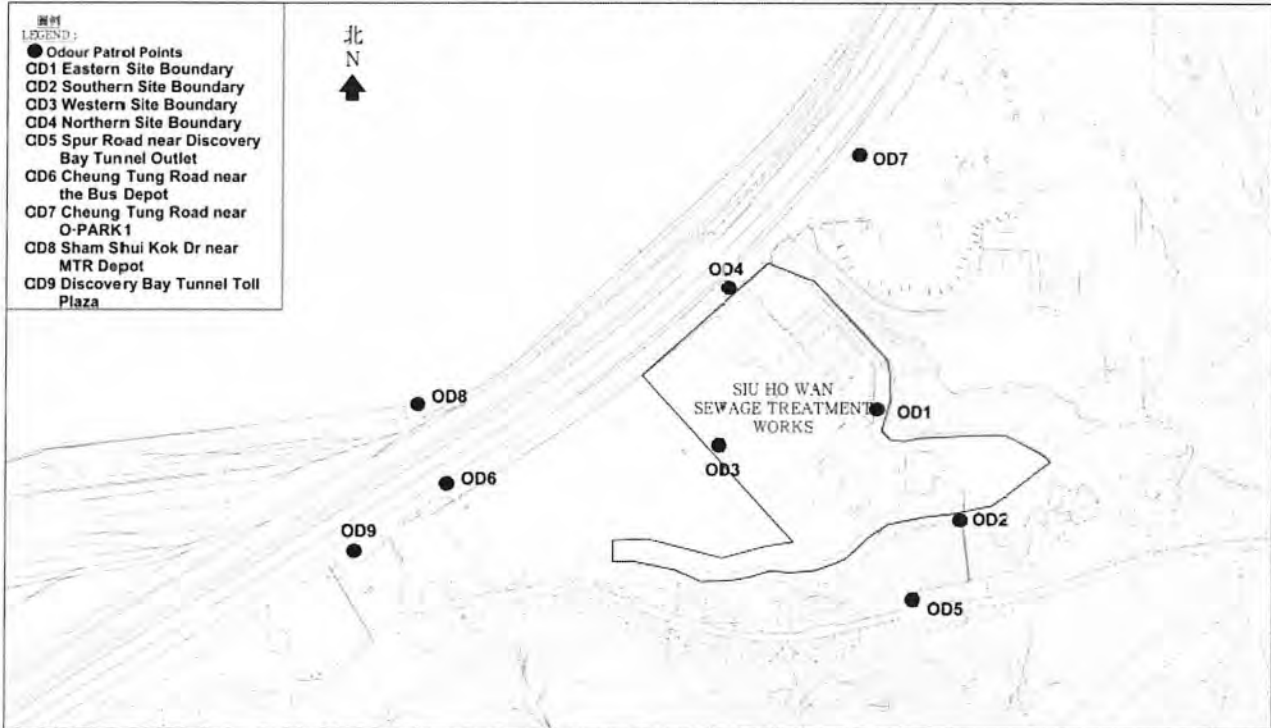 圖例
LEGEND :
Odour Patrol Points
OD1 Eastern Site Boundary
OD2 Southern Site Boundary
OD3 Western Site Boundary
OD4 Northern Site Boundary
OD5 Spur Road near Discovery
Bay Tunnel Outlet
OD6 Cheung Tung Road near
the Bus Depot
OD7 Cheung Tung Road near
O-PARK1
OD8 Sham Shui Kok Dr near
MTR Depot
OD9 Discovery Bay Tunnel Toll
Plaza
北
N
OD7
OD4
OD8
SIU HO WAN
SEWAGE TREATMENT
WORKS
OD1
OD3
OD6
OD2
OD9
OD5